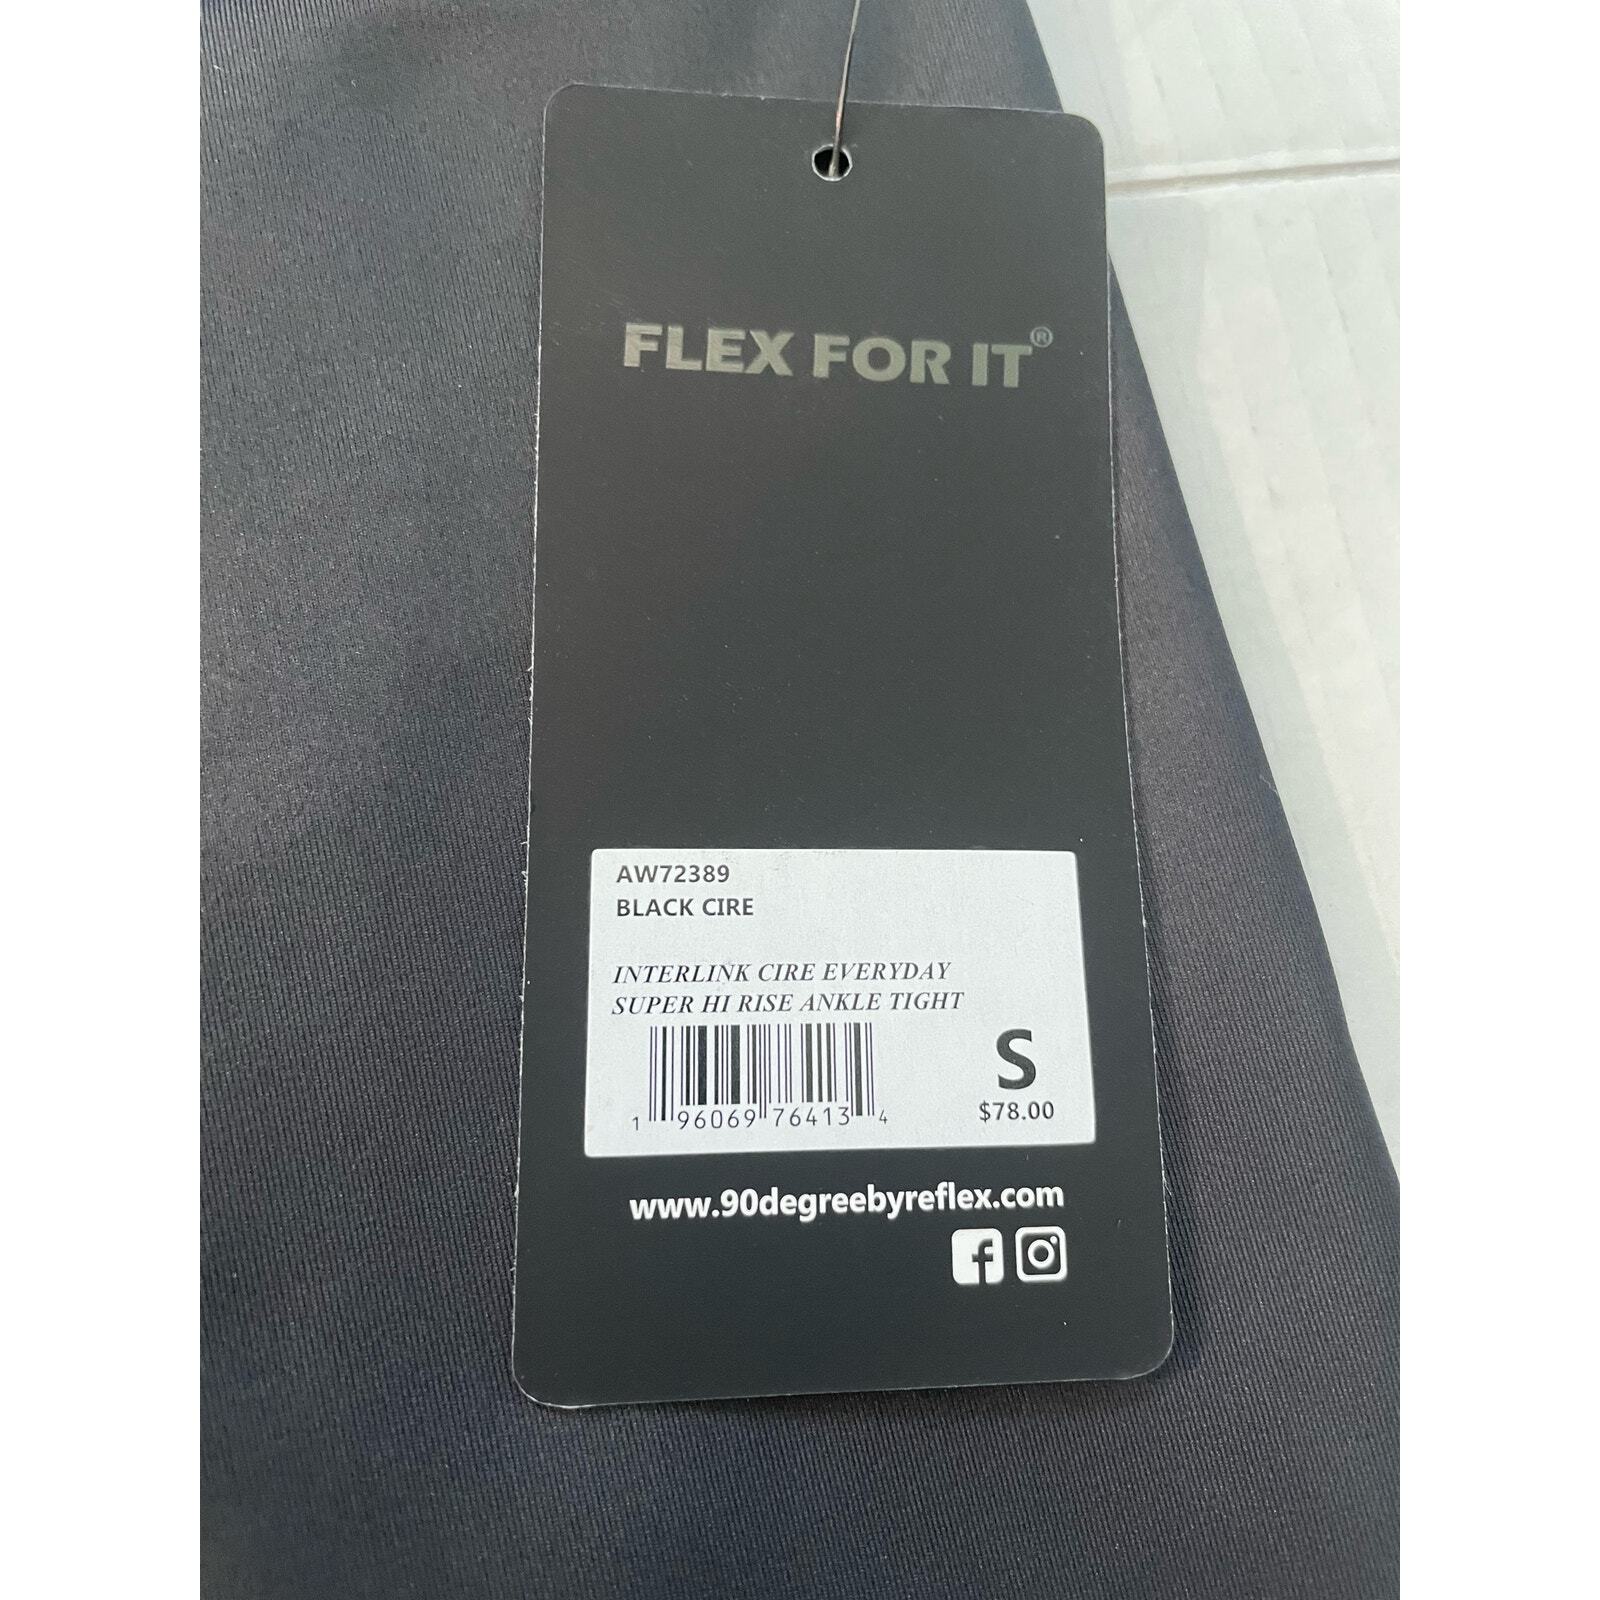 FLEX FOR IT®
AW72389
BLACK CIRE
INTERLINK CIRE EVERYDAY
SUPER HI RISE ANKLE TIGHT
S
$78.00
1 96069 76413 4
www.90degreebyreflex.com